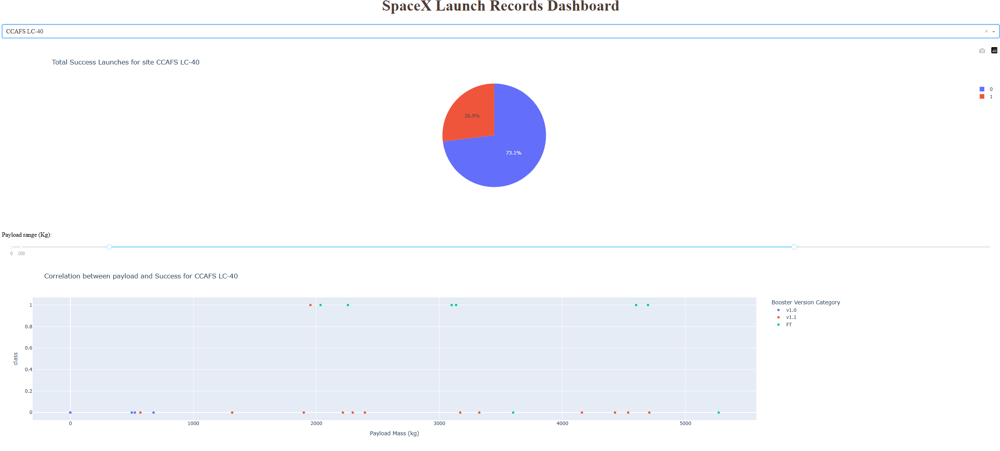 SpaceX Launch Records Dashboard
CCAFS LC-40
Total Success Launches for site CCAFS LC-40
0
1
26.9%
73.1%
Payload range (Kg):
0 100
Correlation between payload and Success for CCAFS LC-40
Booster Version Category
v1.0
v1.1
FT
1
0.8
0.6
0.4
0.2
0
class
0 1000 2000 3000 4000 5000
Payload Mass (kg)